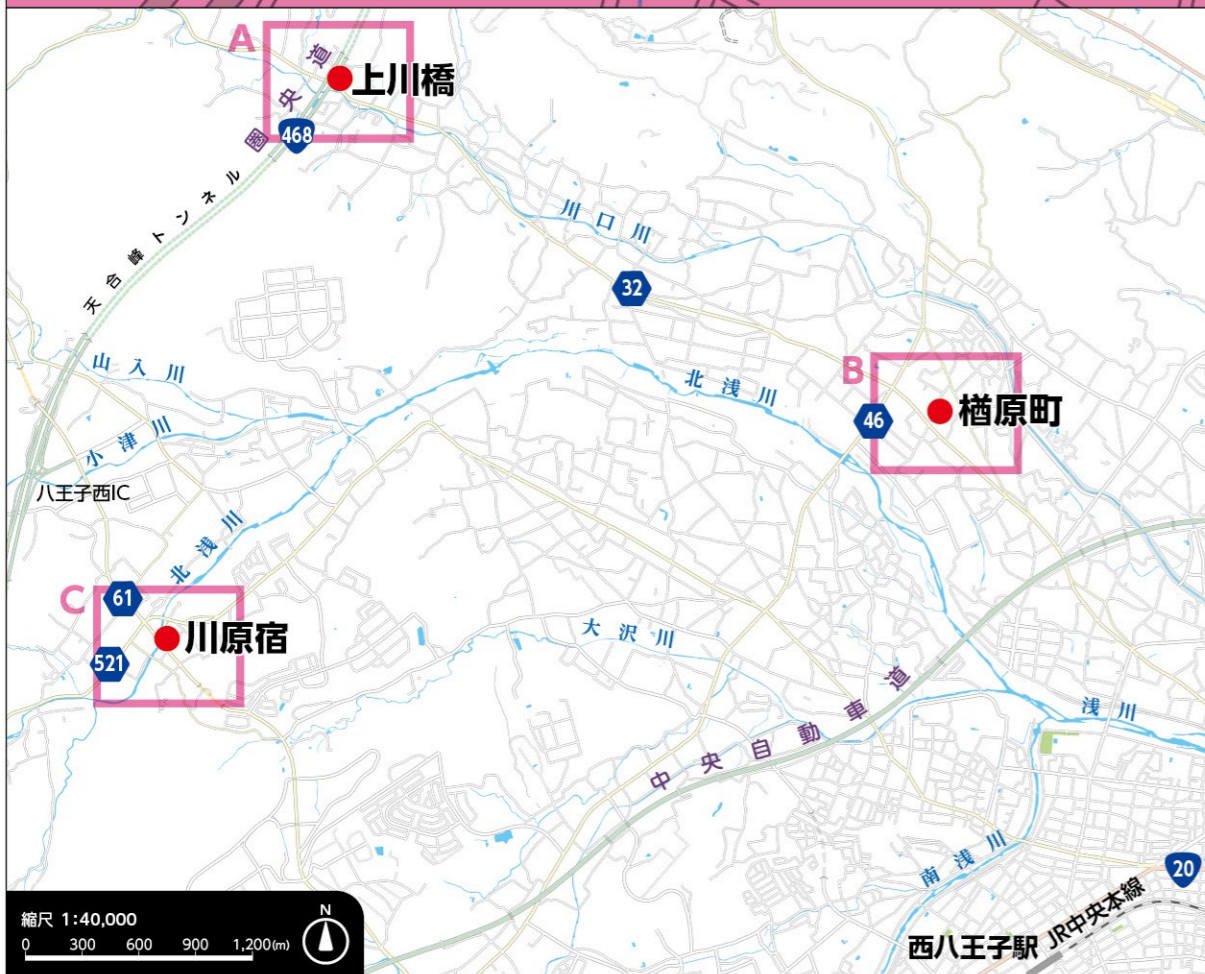 A
上川橋
圏央道
468
天合峰トンネル
川口川
32
山入川
小津川
北浅川
B
46
楢原町
八王子西IC
北浅川
C
61
川原宿
521
大沢川
中央自動車道
浅川
南浅川
20
JR中央本線
西八王子駅
縮尺 1:40,000
0 300 600 900 1,200(m)
N